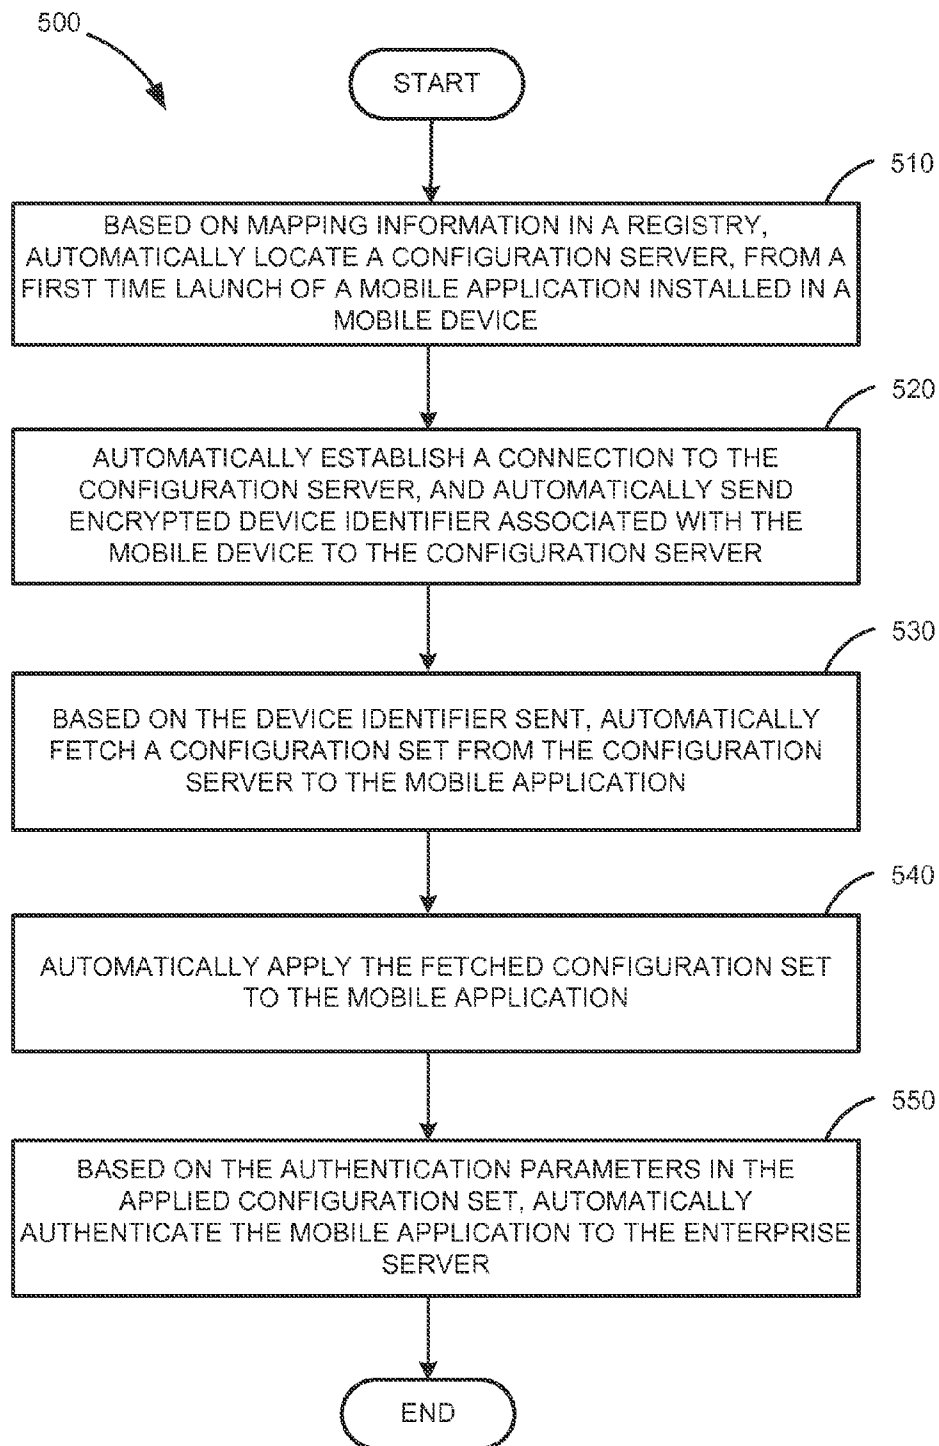 500
START
510
BASED ON MAPPING INFORMATION IN A REGISTRY,
AUTOMATICALLY LOCATE A CONFIGURATION SERVER, FROM A
FIRST TIME LAUNCH OF A MOBILE APPLICATION INSTALLED IN A
MOBILE DEVICE
520
AUTOMATICALLY ESTABLISH A CONNECTION TO THE
CONFIGURATION SERVER, AND AUTOMATICALLY SEND
ENCRYPTED DEVICE IDENTIFIER ASSOCIATED WITH THE
MOBILE DEVICE TO THE CONFIGURATION SERVER
530
BASED ON THE DEVICE IDENTIFIER SENT, AUTOMATICALLY
FETCH A CONFIGURATION SET FROM THE CONFIGURATION
SERVER TO THE MOBILE APPLICATION
540
AUTOMATICALLY APPLY THE FETCHED CONFIGURATION SET
TO THE MOBILE APPLICATION
550
BASED ON THE AUTHENTICATION PARAMETERS IN THE
APPLIED CONFIGURATION SET, AUTOMATICALLY
AUTHENTICATE THE MOBILE APPLICATION TO THE ENTERPRISE
SERVER
END